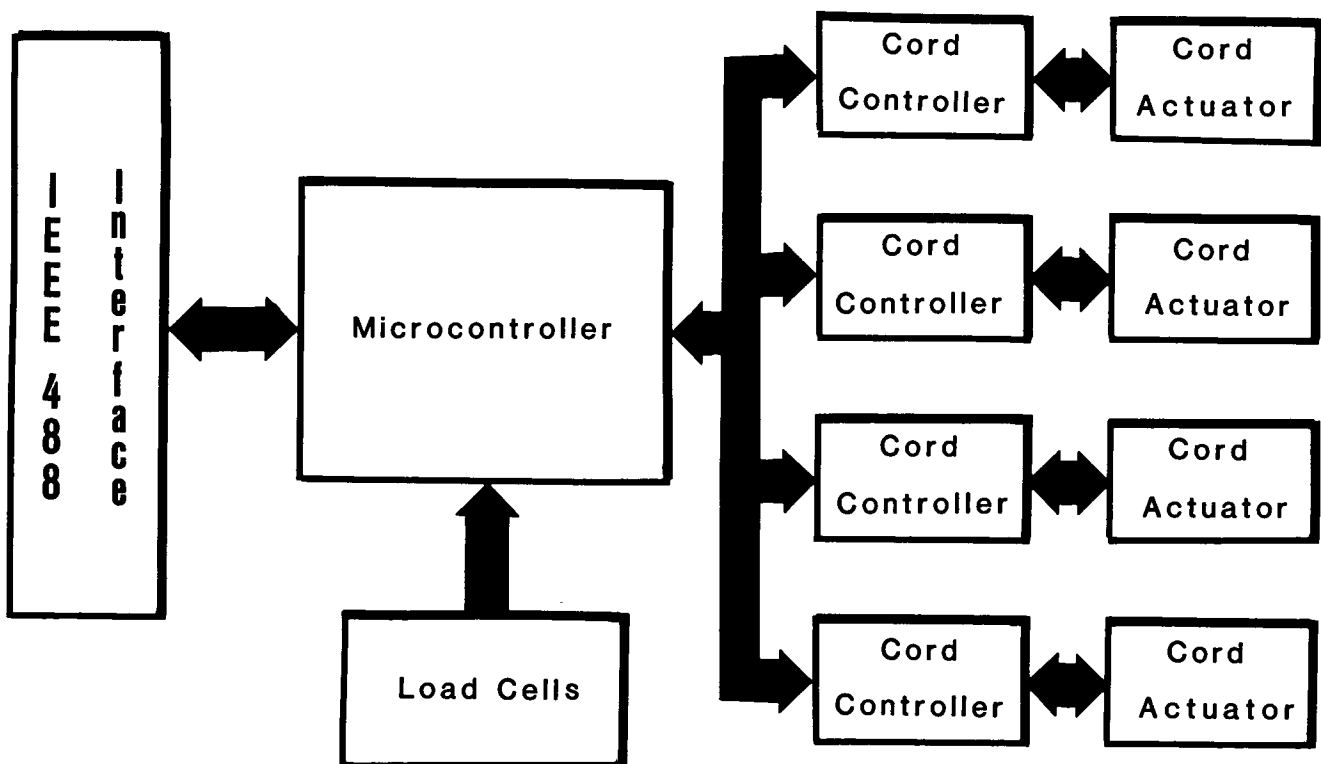 IEEE 488
Interface
Microcontroller
Load Cells
Cord
Controller
Cord
Actuator
Cord
Controller
Cord
Actuator
Cord
Controller
Cord
Actuator
Cord
Controller
Cord
Actuator